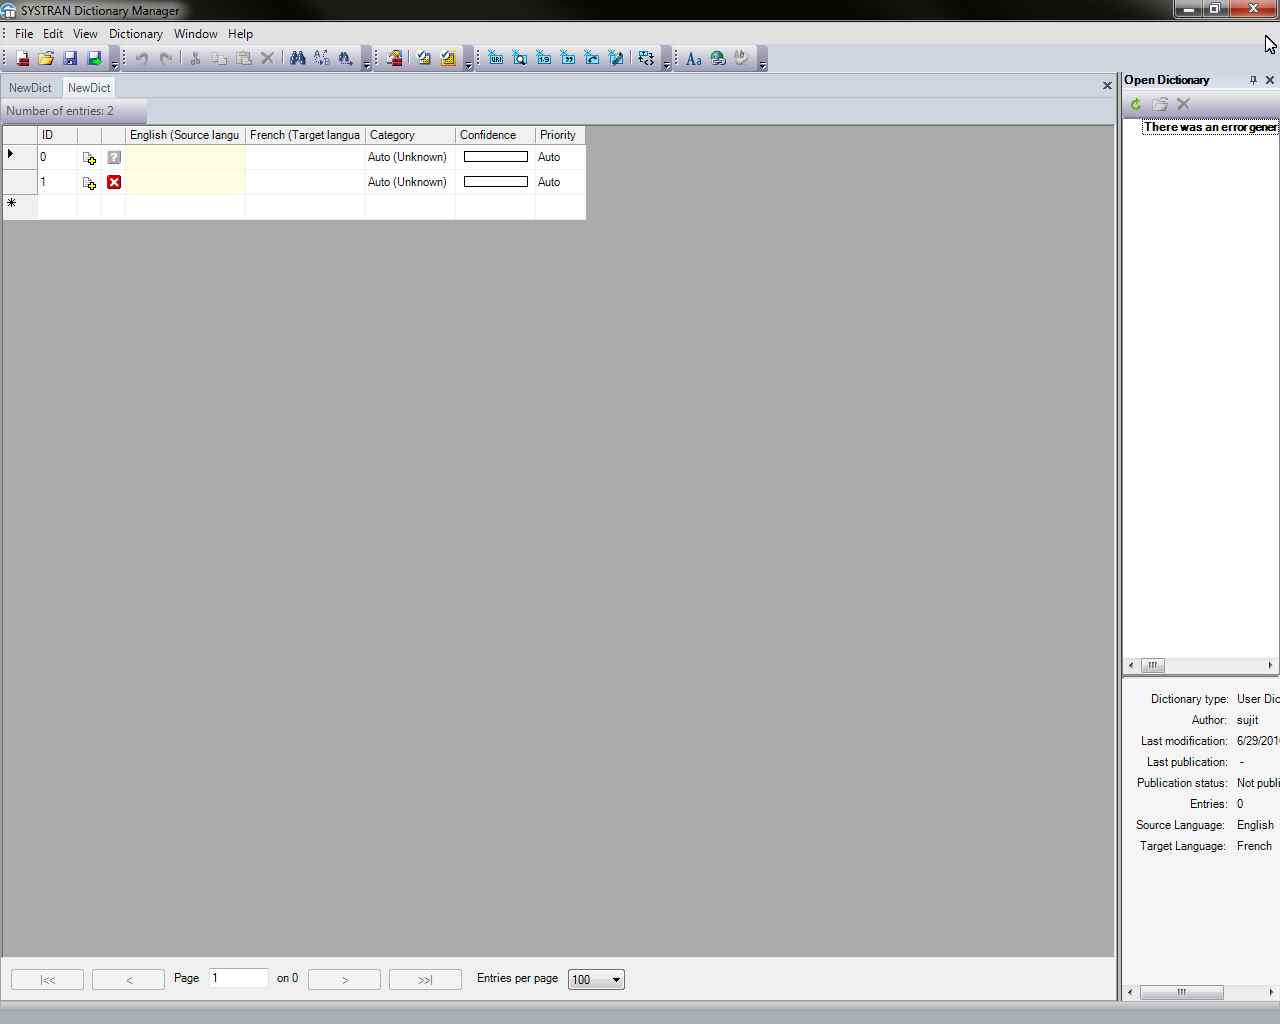 SYSTRAN Dictionary Manager
File Edit View Dictionary Window Help
NewDict NewDict
Number of entries: 2
ID English (Source langu French (Target langua Category Confidence Priority
0 Auto (Unknown) Auto
1 Auto (Unknown) Auto
|<< < Page 1 on 0 > >>| Entries per page 100
Open Dictionary
There was an error gener
Dictionary type: User Dic
Author: sujit
Last modification: 6/29/201
Last publication: -
Publication status: Not publi
Entries: 0
Source Language: English
Target Language: French